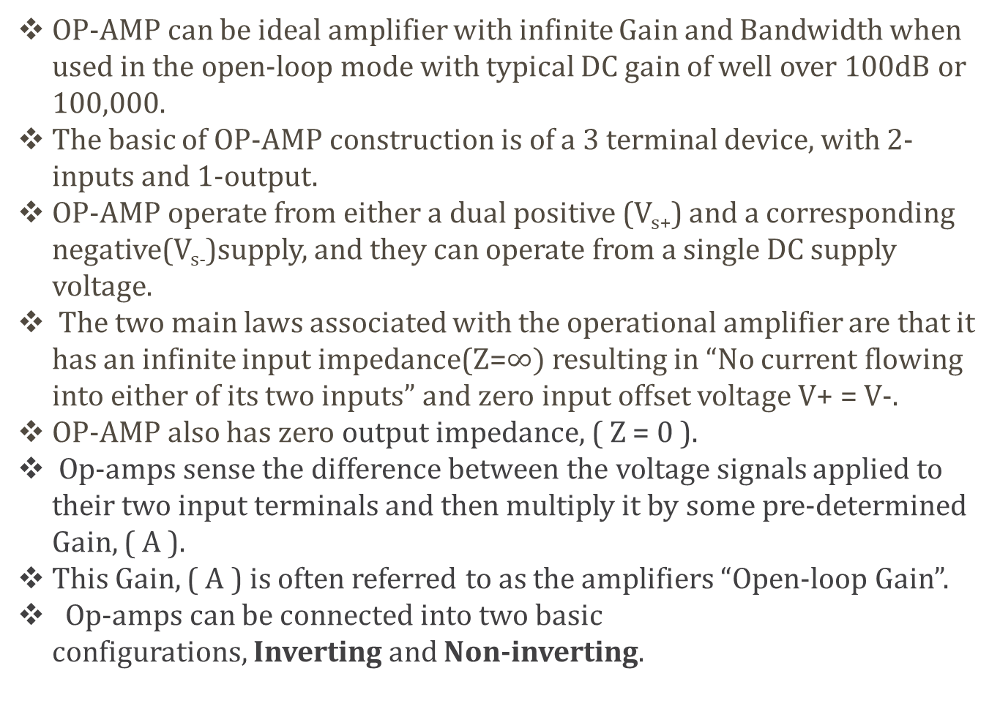 ❖ OP-AMP can be ideal amplifier with infinite Gain and Bandwidth when
used in the open-loop mode with typical DC gain of well over 100dB or
100,000.
❖ The basic of OP-AMP construction is of a 3 terminal device, with 2-
inputs and 1-output.
❖ OP-AMP operate from either a dual positive (Vs+) and a corresponding
negative(Vs-)supply, and they can operate from a single DC supply
voltage.
❖ The two main laws associated with the operational amplifier are that it
has an infinite input impedance(Z=∞) resulting in “No current flowing
into either of its two inputs” and zero input offset voltage V+ = V-.
❖ OP-AMP also has zero output impedance, ( Z = 0 ).
❖ Op-amps sense the difference between the voltage signals applied to
their two input terminals and then multiply it by some pre-determined
Gain, ( A ).
❖ This Gain, ( A ) is often referred to as the amplifiers “Open-loop Gain”.
❖ Op-amps can be connected into two basic
configurations, Inverting and Non-inverting.